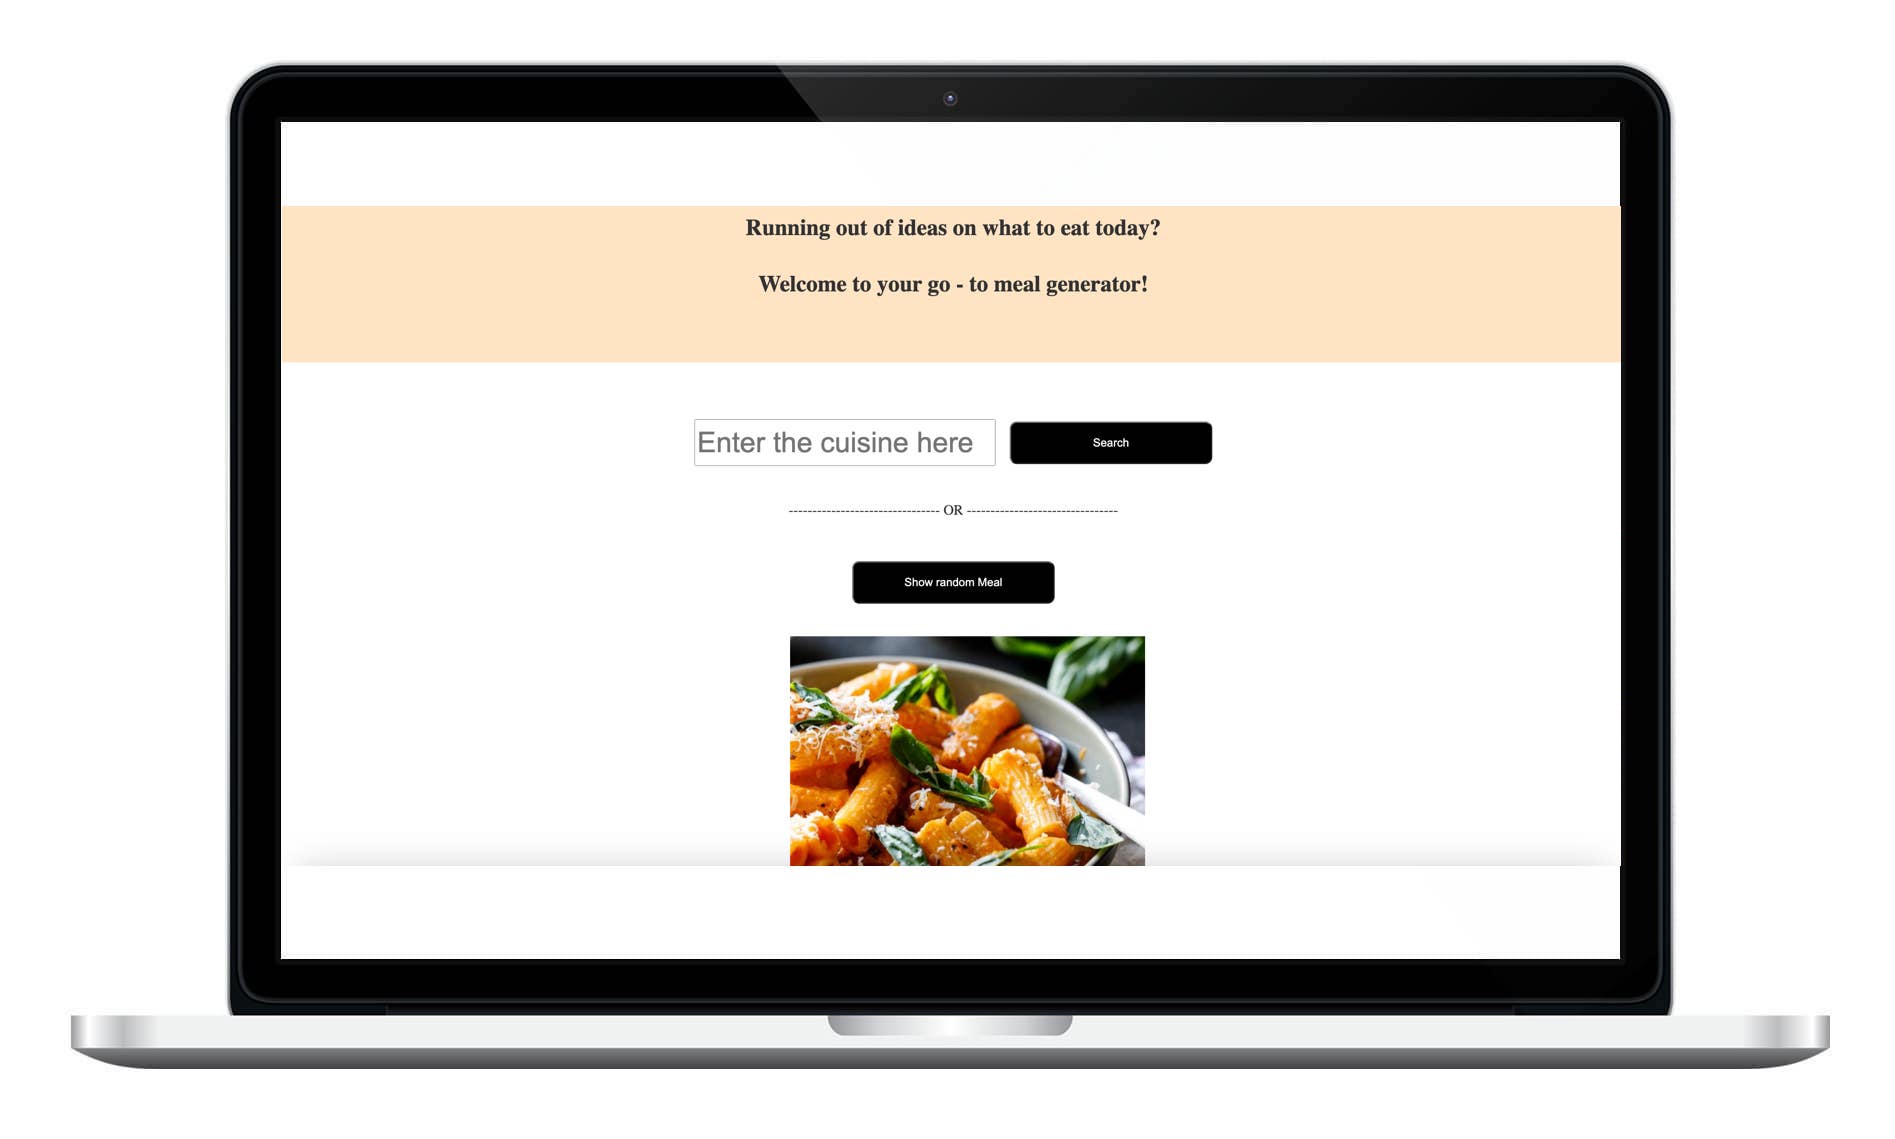 Running out of ideas on what to eat today?
Welcome to your go - to meal generator!
Enter the cuisine here
Search
-------------------------------- OR --------------------------------
Show random Meal